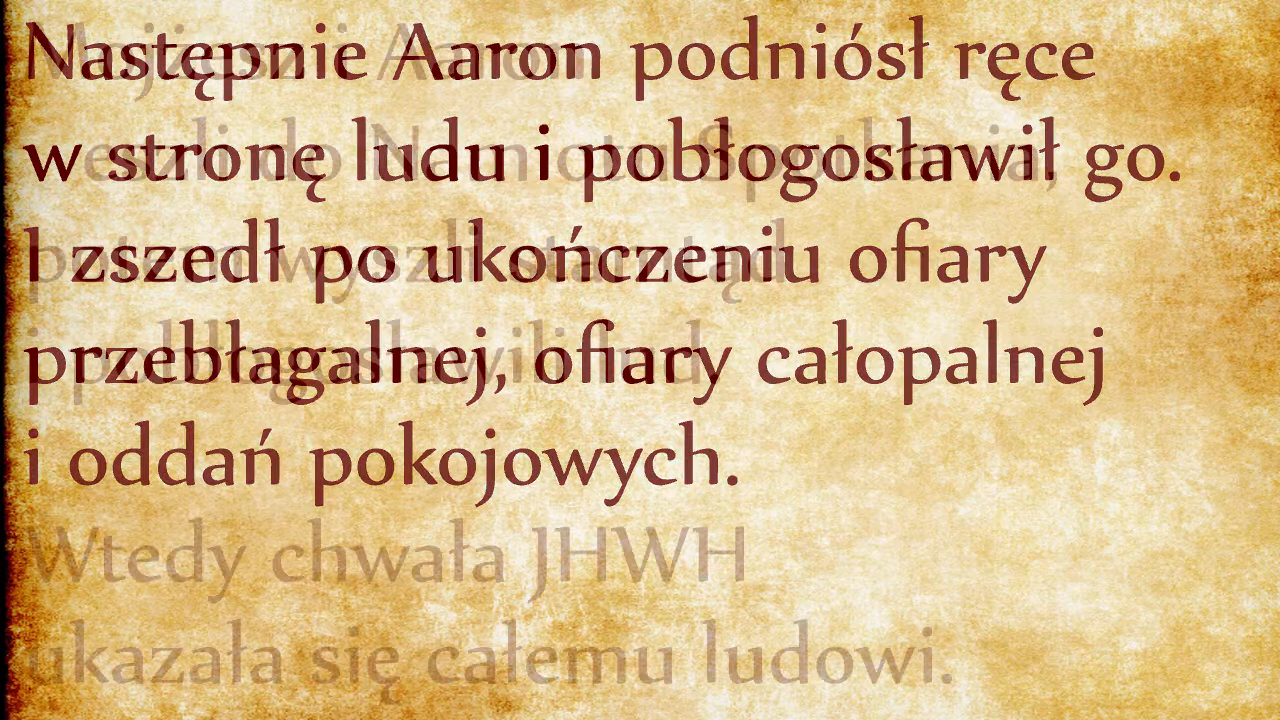 Następnie Aaron podniósł ręce
w stronę ludu i pobłogosławił go.
I zszedł po ukończeniu ofiary
przebłagalnej, ofiary całopalnej
i oddań pokojowych.
Wtedy chwała JHWH
ukazała się całemu ludowi.